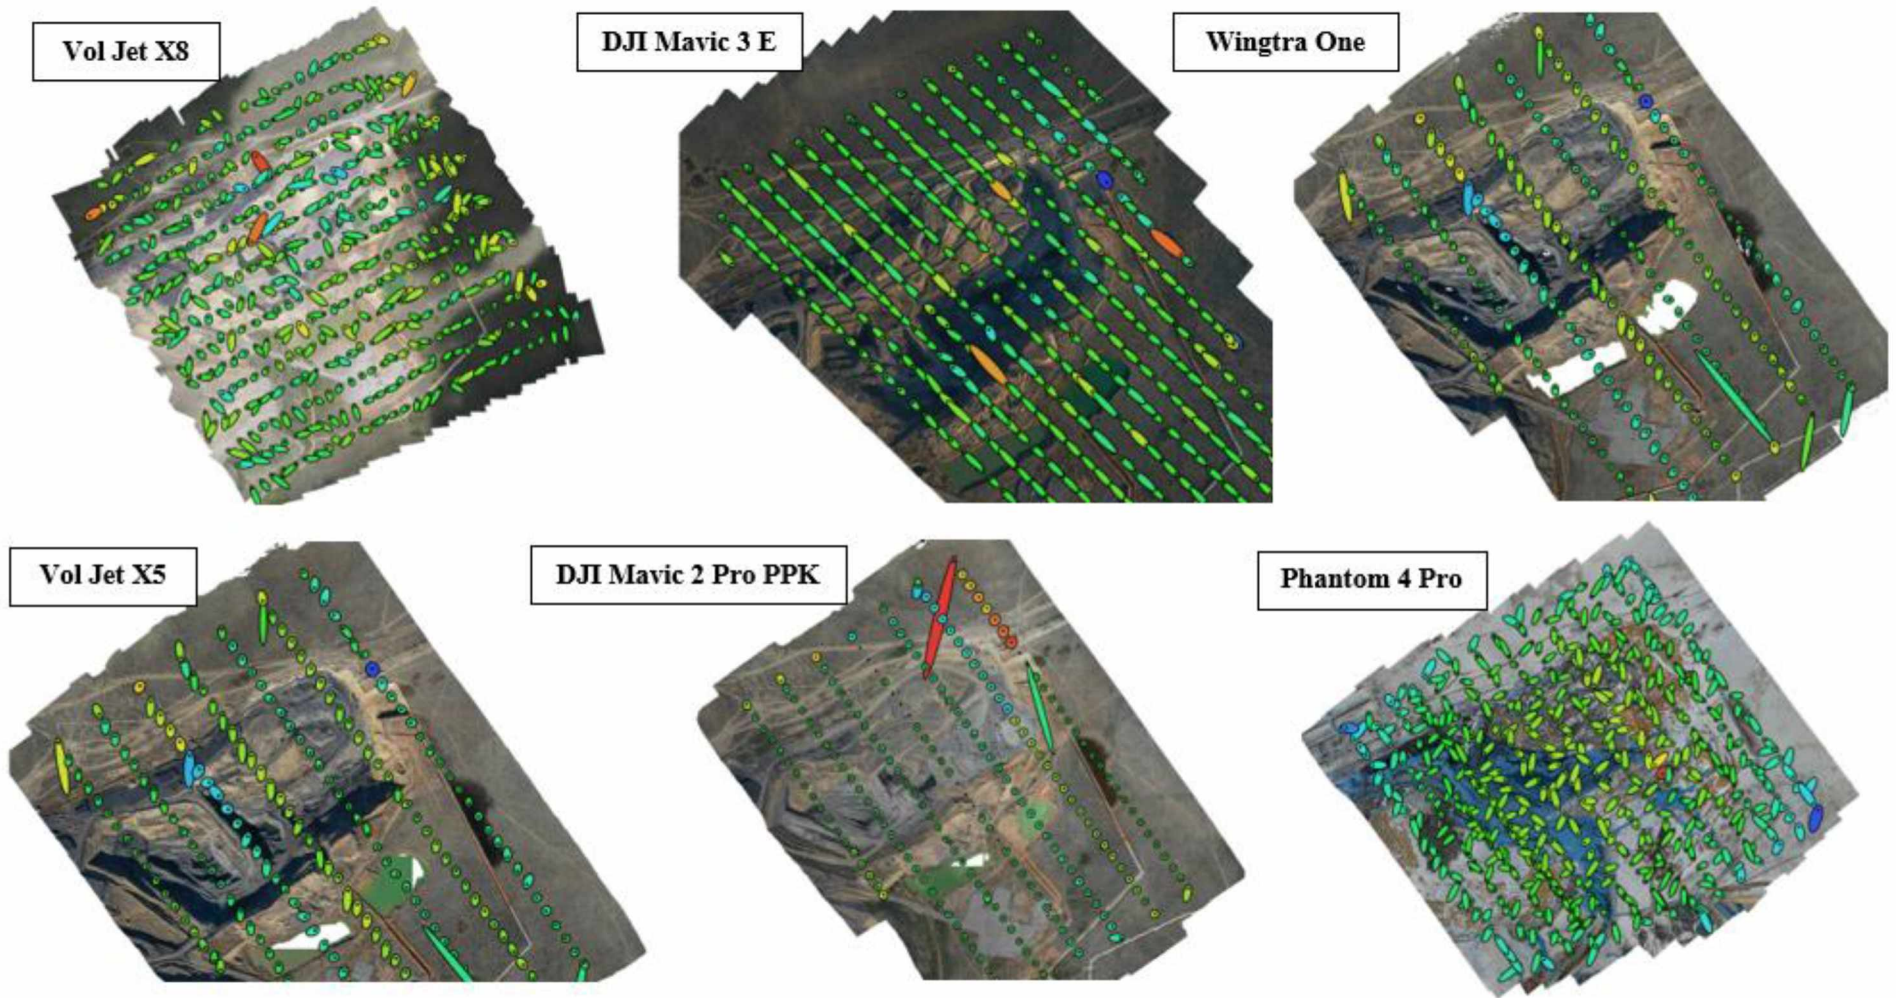 Vol Jet X8
DJI Mavic 3 E
Wingtra One
Vol Jet X5
DJI Mavic 2 Pro PPK
Phantom 4 Pro